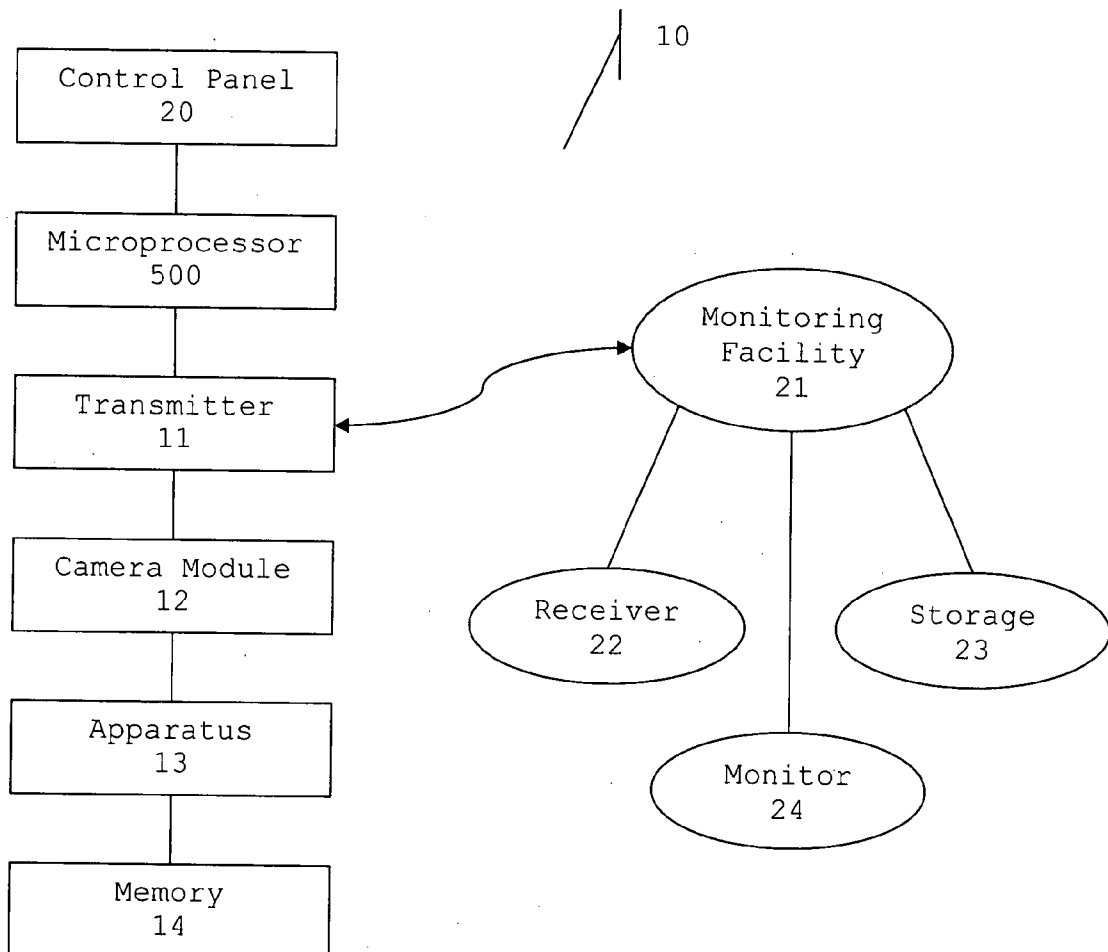 10
Control Panel
20
Microprocessor
500
Transmitter
11
Camera Module
12
Apparatus
13
Memory
14
Monitoring
Facility
21
Receiver
22
Storage
23
Monitor
24